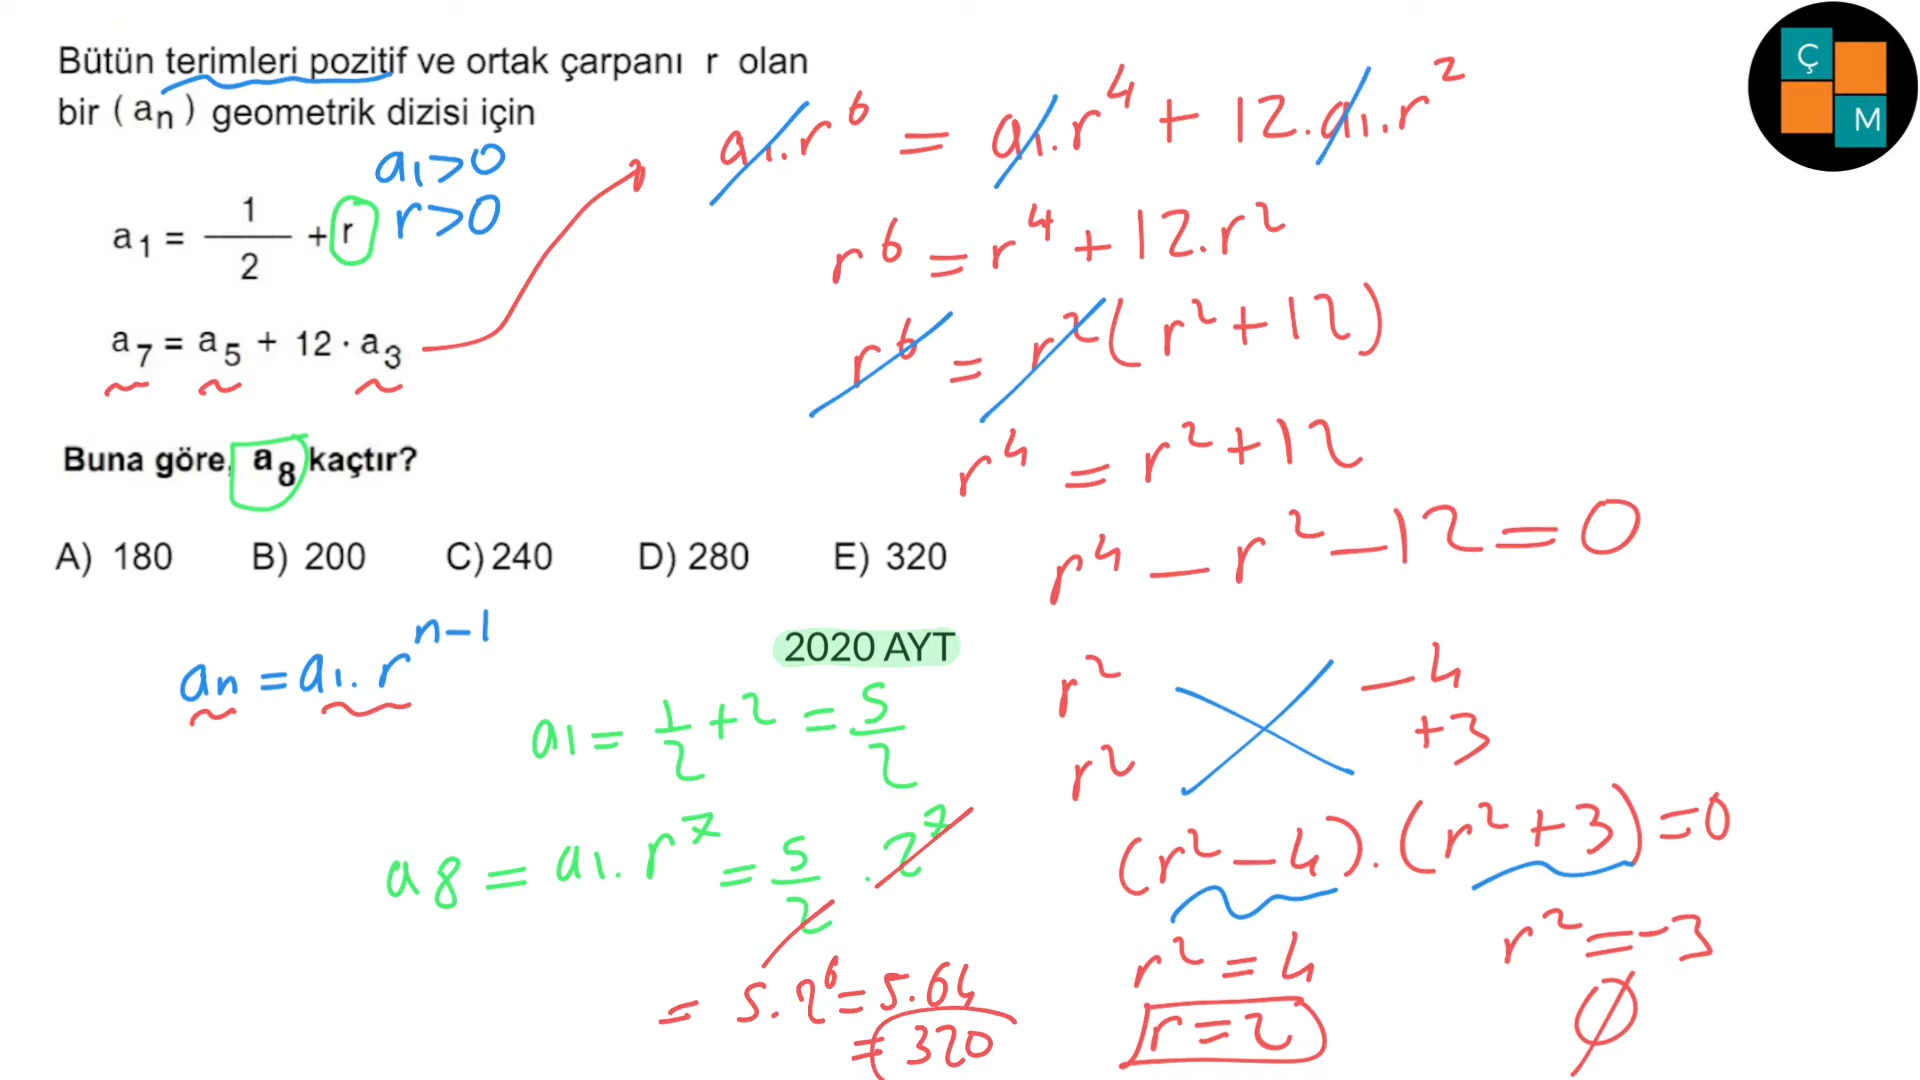 Bütün terimleri pozitif ve ortak çarpanı r olan
bir (aₙ) geometrik dizisi için
a₁>0
r>0
a₁ = 1/2 + r
a₇ = a₅ + 12 · a₃
Buna göre, a₈ kaçtır?
A) 180 B) 200 C) 240 D) 280 E) 320
2020 AYT
aₙ = a₁. rⁿ⁻¹
a₁ = 1/2 + 2 = 5/2
a8 = a₁. r⁷ = 5/2 . 2⁷
= 5. 2⁶ = 5.64
= 320
a₁. r⁶ = a₁. r⁴ + 12. a₁. r²
r⁶ = r⁴ + 12. r²
r⁶ = r² (r² + 12)
r⁴ = r² + 12
r⁴ – r² – 12 = 0
r² – 4
r² + 3
(r² – 4). (r² + 3) = 0
r² = 4
r = 2
r² = -3
Ø
Ç
M